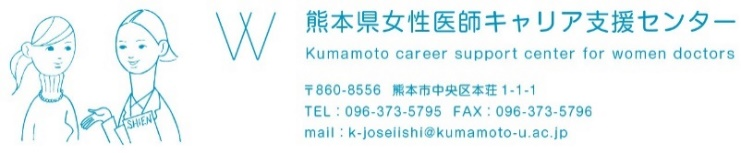 熊本県女性医師キャリア支援センター
Kumamoto career support center for women doctors
〒860-8556 熊本市中央区本荘 1-1-1
TEL：096-373-5795 FAX：096-373-5796
mail：k-joseiishi@kumamoto-u.ac.jp
SHIEN
W